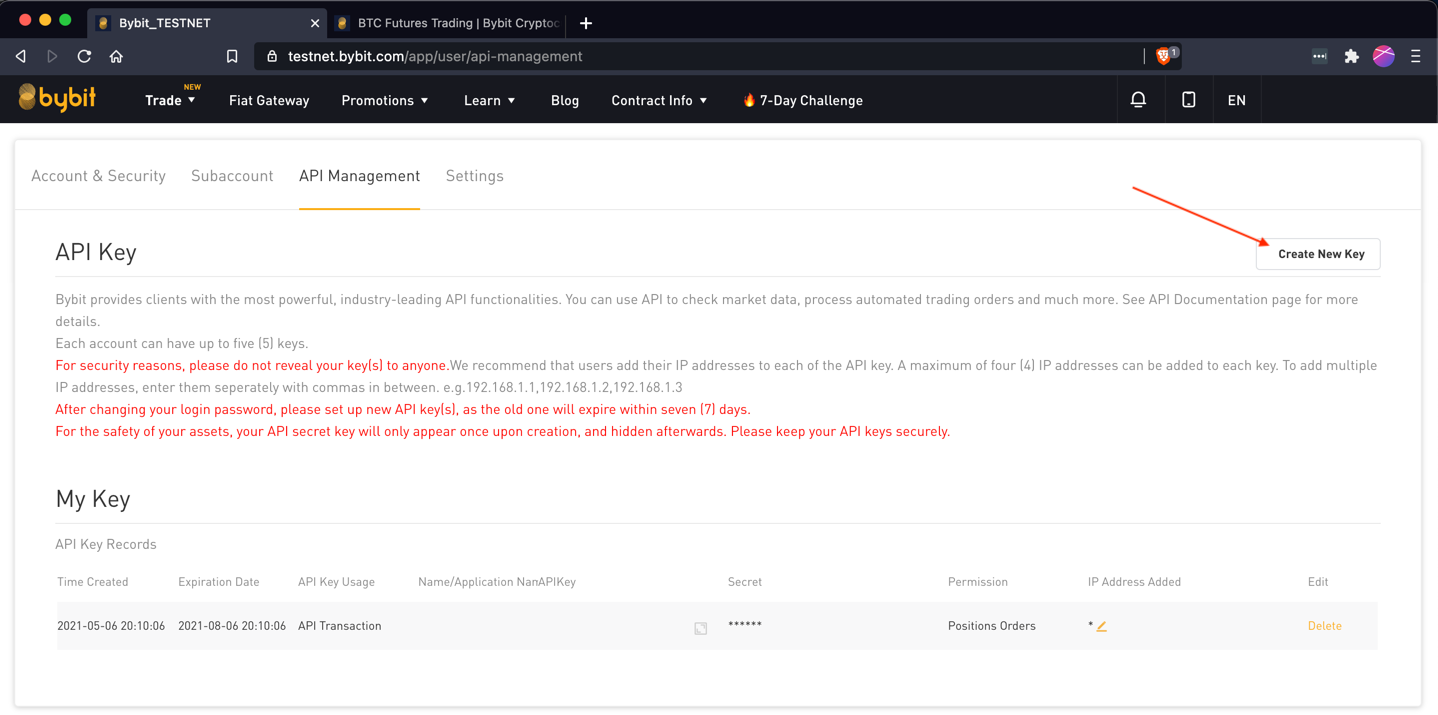 Bybit_TESTNET
BTC Futures Trading | Bybit Cryptoc
testnet.bybit.com/app/user/api-management
1
bybit
Trade
NEW
Fiat Gateway
Promotions
Learn
Blog
Contract Info
7-Day Challenge
EN
Account & Security
Subaccount
API Management
Settings
API Key
Create New Key
Bybit provides clients with the most powerful, industry-leading API functionalities. You can use API to check market data, process automated trading orders and much more. See API Documentation page for more
details.
Each account can have up to five (5) keys.
For security reasons, please do not reveal your key(s) to anyone.We recommend that users add their IP addresses to each of the API key. A maximum of four (4) IP addresses can be added to each key. To add multiple
IP addresses, enter them seperately with commas in between. e.g.192.168.1.1,192.168.1.2,192.168.1.3
After changing your login password, please set up new API key(s), as the old one will expire within seven (7) days.
For the safety of your assets, your API secret key will only appear once upon creation, and hidden afterwards. Please keep your API keys securely.
My Key
API Key Records
Time Created Expiration Date API Key Usage Name/Application NanAPIKey Secret Permission IP Address Added Edit
2021-05-06 20:10:06 2021-08-06 20:10:06 API Transaction ****** Positions Orders * Delete